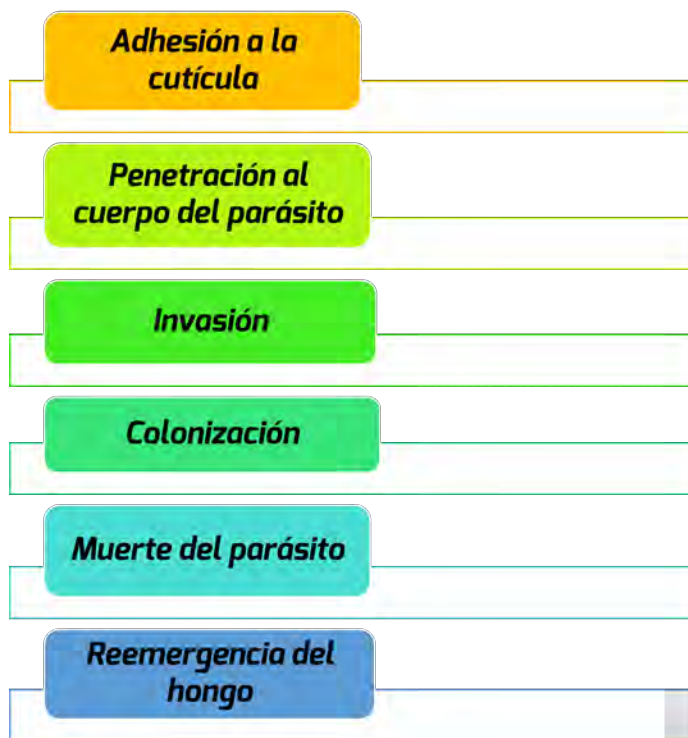 Adhesión a la
cutícula
Penetración al
cuerpo del parásito
Invasión
Colonización
Muerte del parásito
Reemergencia del
hongo